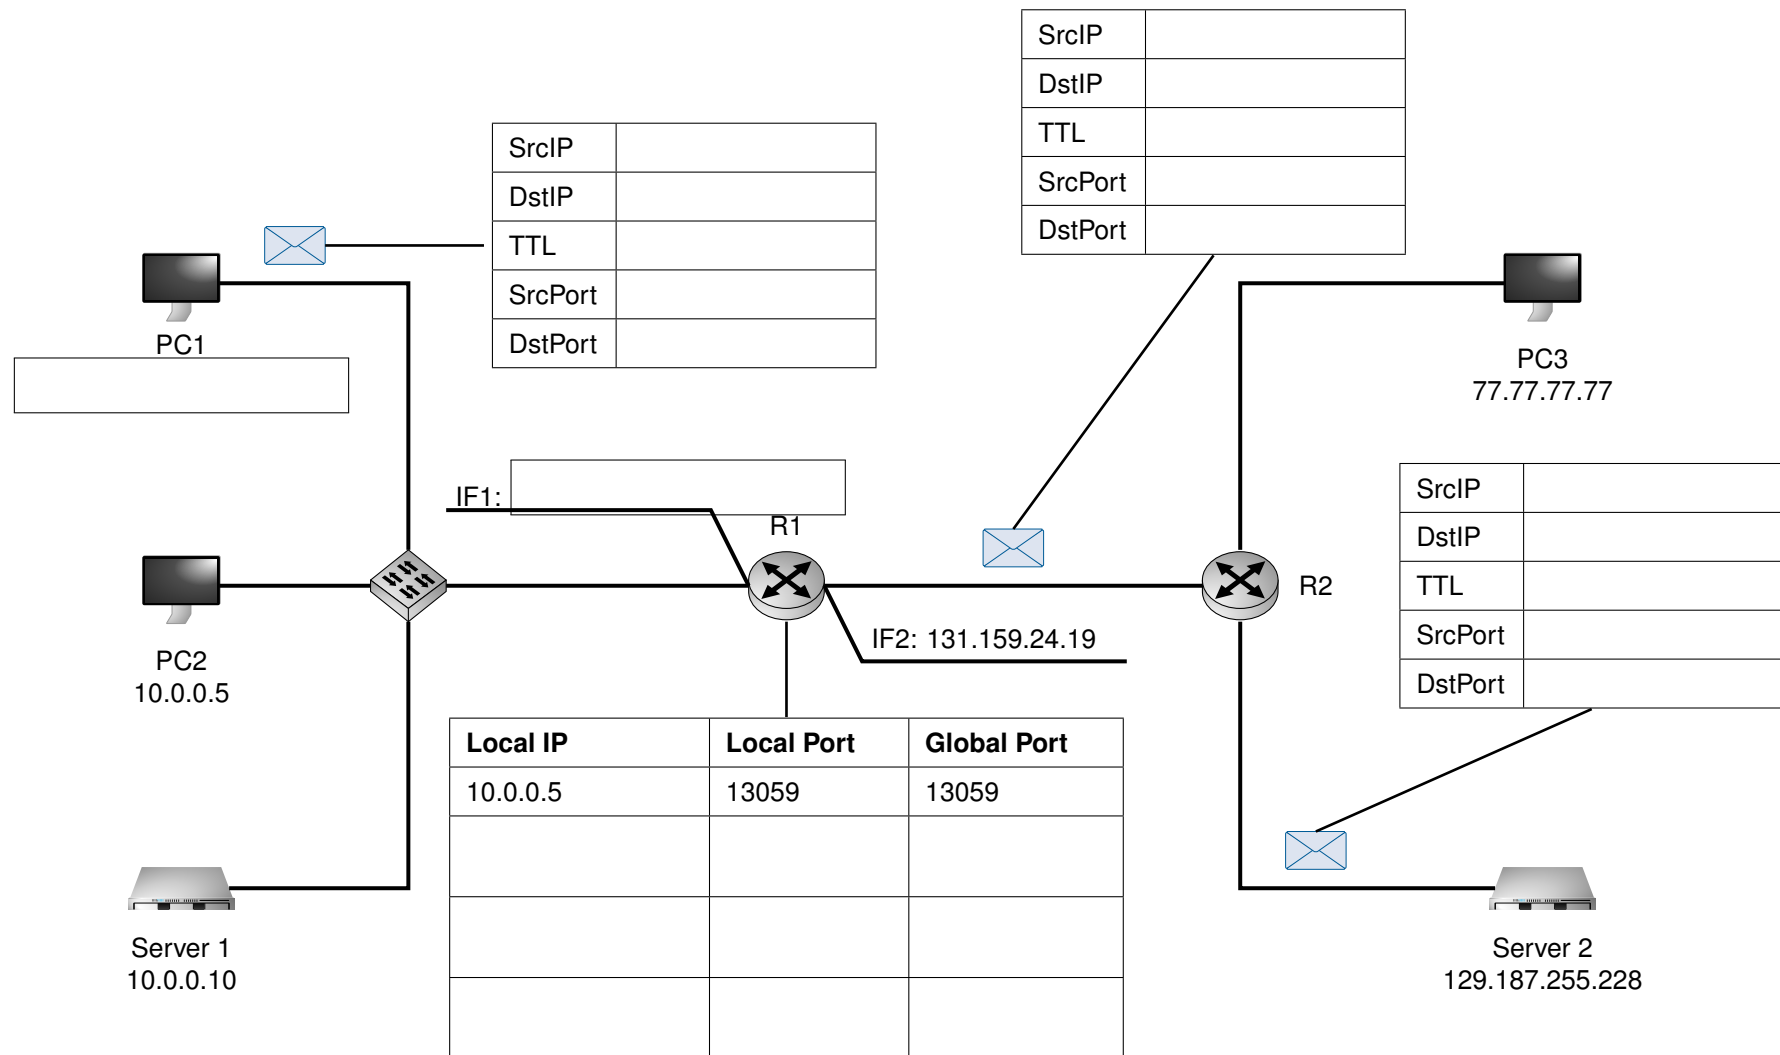 SrcIP
DstIP
TTL
SrcPort
DstPort
SrcIP
DstIP
TTL
SrcPort
DstPort
PC1
PC3
77.77.77.77
IF1:
R1
SrcIP
DstIP
TTL
SrcPort
DstPort
R2
IF2: 131.159.24.19
PC2
10.0.0.5
Local IP Local Port Global Port
10.0.0.5 13059 13059
Server 1
10.0.0.10
Server 2
129.187.255.228